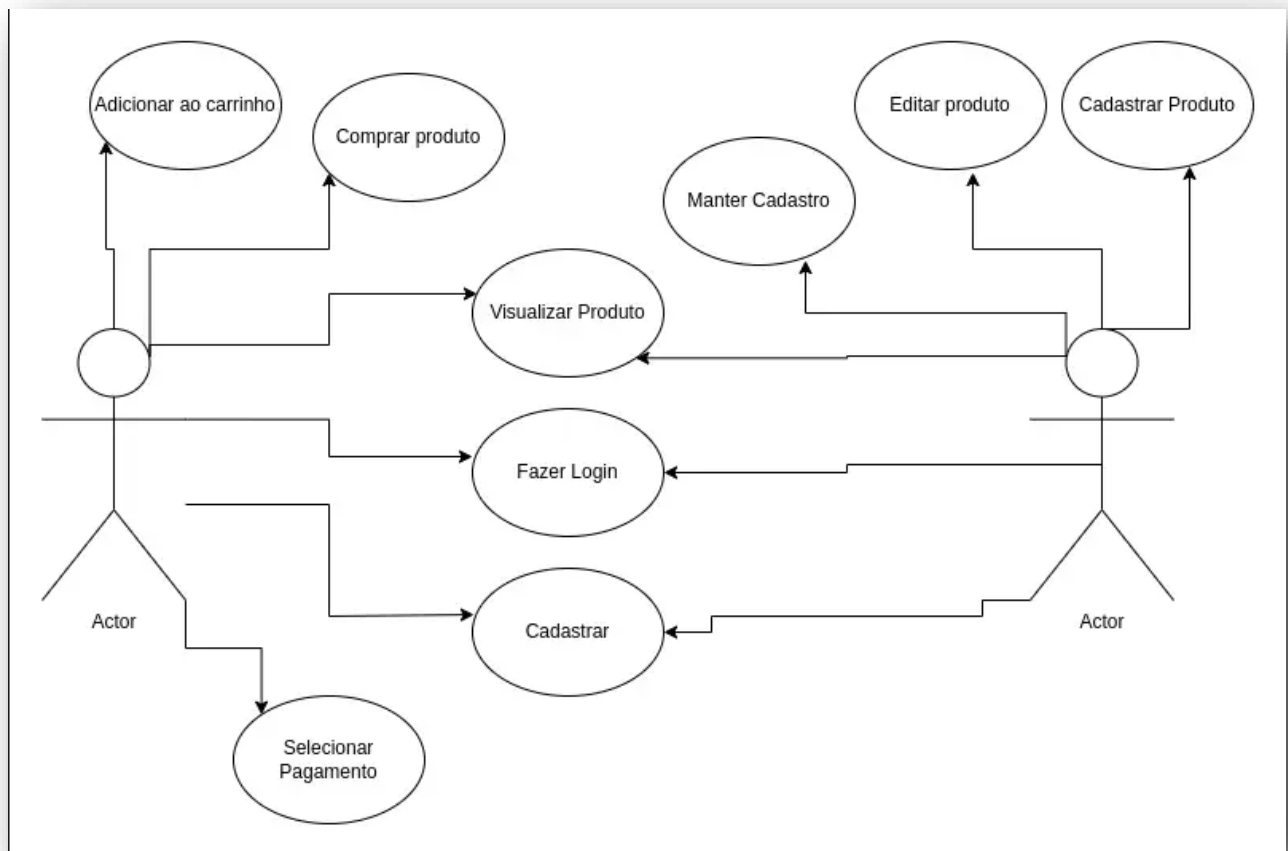 Adicionar ao carrinho
Comprar produto
Editar produto
Cadastrar Produto
Manter Cadastro
Visualizar Produto
Fazer Login
Cadastrar
Actor
Actor
Selecionar
Pagamento